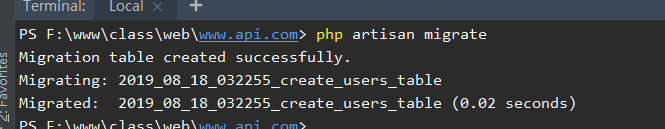 Terminal: Local × +
PS F:\www\class\web\www.api.com> php artisan migrate
Migration table created successfully.
Migrating: 2019_08_18_032255_create_users_table
Migrated:  2019_08_18_032255_create_users_table (0.02 seconds)
PS F:\www\class\web\www.api.com>
2: Favorites